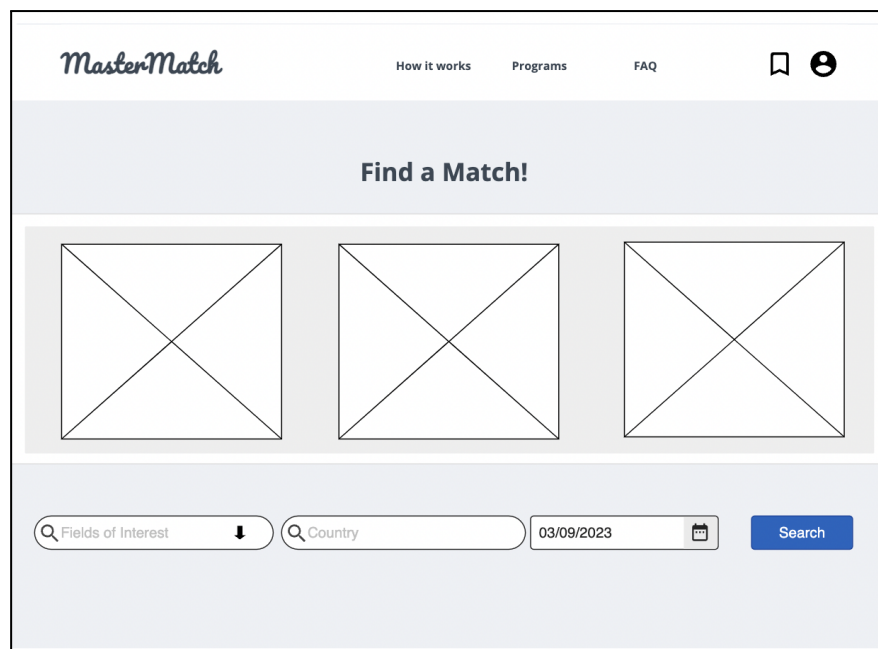 MasterMatch How it works Programs FAQ
Find a Match!
Fields of Interest Country 03/09/2023 Search